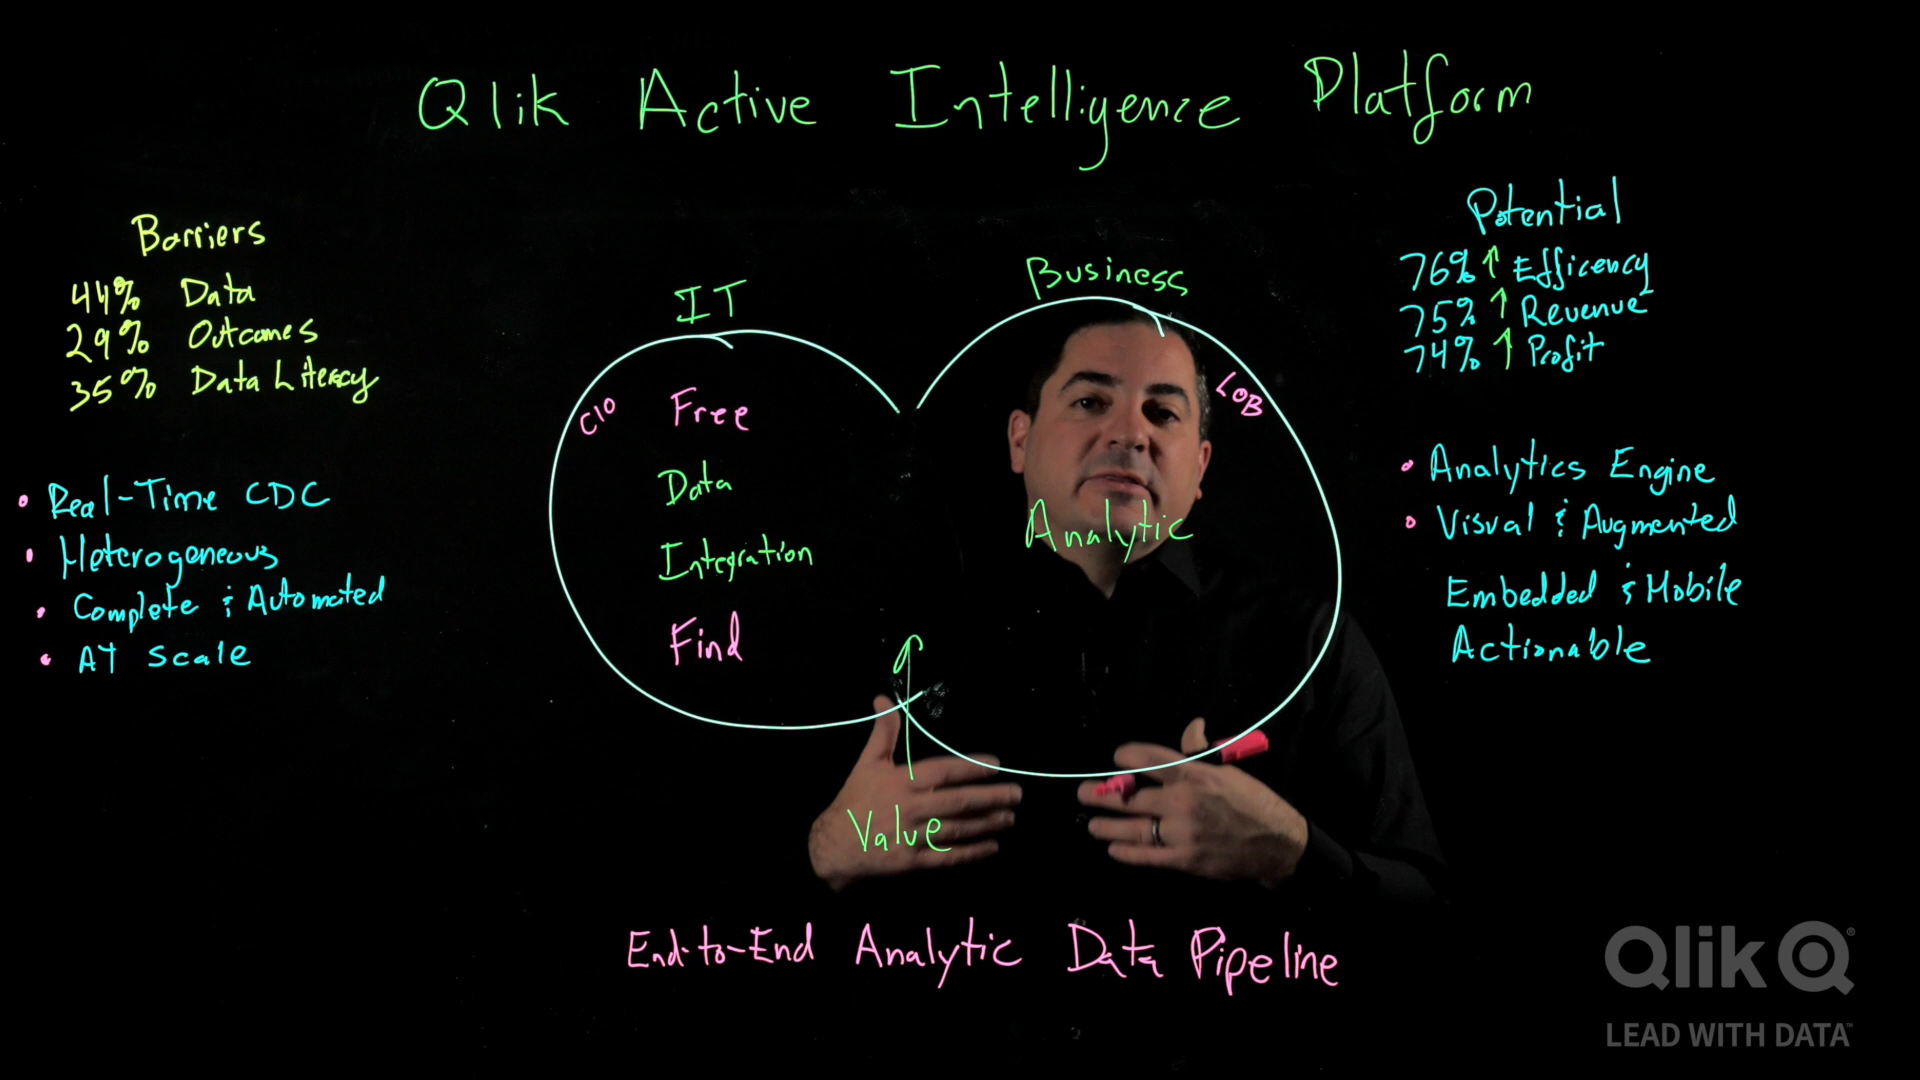 Qlik Active Intelligence Platform
Barriers
44% Data
29% Outcomes
35% Data Literacy
• Real-Time CDC
• Heterogeneous
• Complete & Automated
• AT Scale
IT
CIO
Free
Data
Integration
Find
Business
LOB
Analytic
Value
Potential
76% ↑ Efficency
75% ↑ Revenue
74% ↑ Profit
• Analytics Engine
• Visual & Augmented
Embedded & Mobile
Actionable
End-to-End Analytic Data Pipeline
Qlik
LEAD WITH DATA™